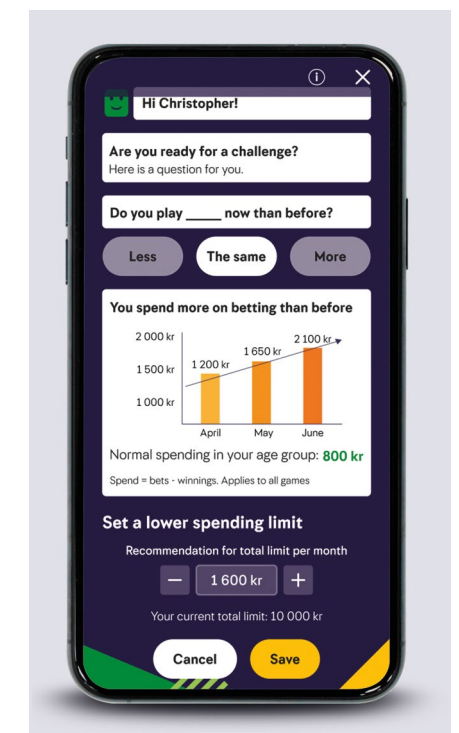 Hi Christopher!
Are you ready for a challenge?
Here is a question for you.
Do you play _____ now than before?
Less
The same
More
You spend more on betting than before
2 000 kr
1 500 kr
1 000 kr
1 200 kr
1 650 kr
2 100 kr
April
May
June
Normal spending in your age group: 800 kr
Spend = bets - winnings. Applies to all games
Set a lower spending limit
Recommendation for total limit per month
− 1 600 kr +
Your current total limit: 10 000 kr
Cancel
Save